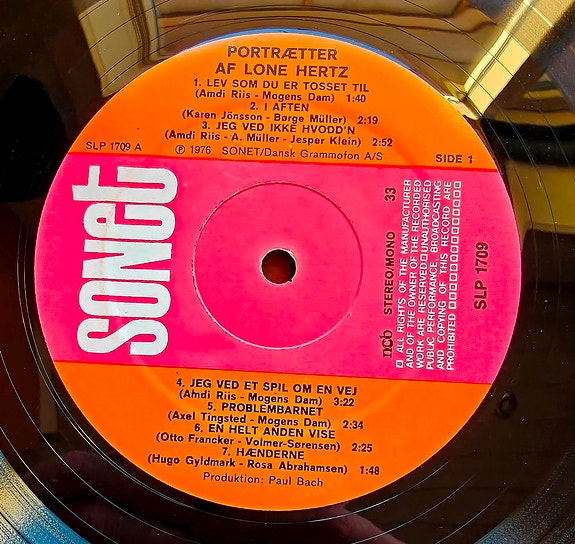 PORTRÆTTER
AF LONE HERTZ
1. LEV SOM DU ER TOSSET TIL
(Amdi Riis - Mogens Dam) 1:40
2. I AFTEN
(Karen Jönsson - Børge Müller) 2:19
3. JEG VED IKKE HVODD'N
(Amdi Riis - A. Müller - Jesper Klein) 2:52
SLP 1709 A
℗ 1976 SONET/Dansk Grammofon A/S
SIDE 1
sonet
ncb STEREO/MONO 33
ALL RIGHTS OF THE MANUFACTURER
AND OF THE OWNER OF THE RECORDED
WORK ARE RESERVED UNAUTHORISED
PUBLIC PERFORMANCE, BROADCASTING
AND COPYING OF THIS RECORD ARE
PROHIBITED
SLP 1709
4. JEG VED ET SPIL OM EN VEJ
(Amdi Riis - Mogens Dam) 3:22
5. PROBLEMBARNET
(Axel Tingsted - Mogens Dam) 2:34
6. EN HELT ANDEN VISE
(Otto Francker - Volmer-Sørensen) 2:25
7. HÆNDERNE
(Hugo Gyldmark - Rosa Abrahamsen) 1:48
Produktion: Paul Bach